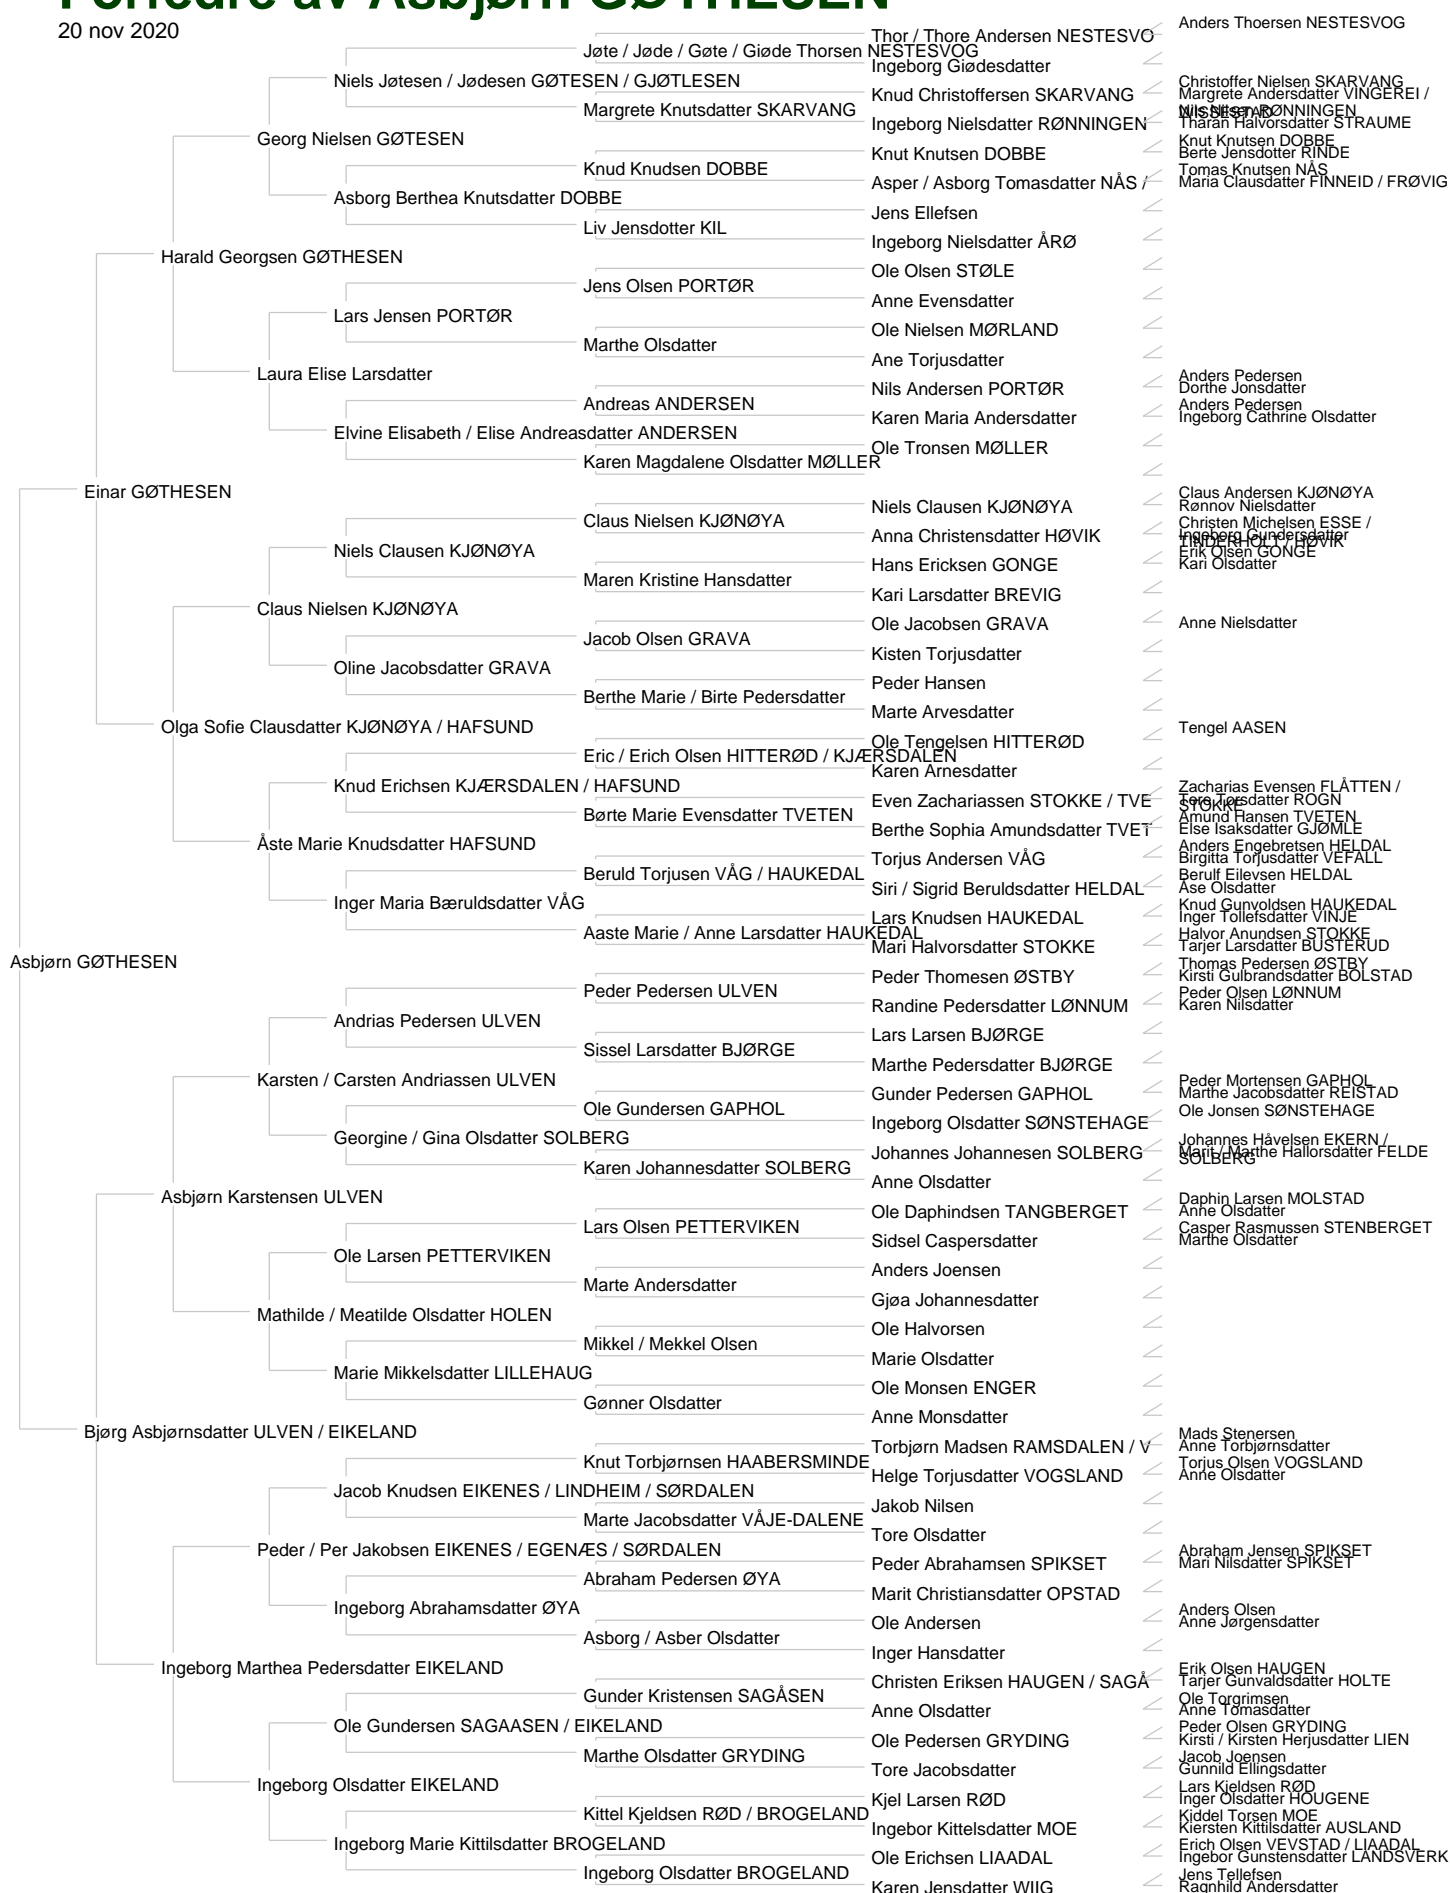 Forfedre av Asbjørn GØTHESEN
20 nov 2020
Anders Thoersen NESTESVOG
Thor / Thore Andersen NESTESVO
Jøte / Jøde / Gøte / Giøde Thorsen NESTESVOG
Ingeborg Giødesdatter
Niels Jøtesen / Jødesen GØTESEN / GJØTLESEN
Christoffer Nielsen SKARVANG
Knud Christoffersen SKARVANG
Margrete Andersdatter VINGEREI /
Margrete Knutsdatter SKARVANG
NISSESTAD
Nils Nilsen RØNNINGEN
Ingeborg Nielsdatter RØNNINGEN
Tharan Halvorsdatter STRAUME
Georg Nielsen GØTESEN
Knut Knutsen DOBBE
Knut Knutsen DOBBE
Berte Jensdotter RINDE
Knud Knudsen DOBBE
Tomas Knutsen NÅS
Asper / Asborg Tomasdatter NÅS /
Maria Clausdatter FINNEID / FRØVIG
Asborg Berthea Knutsdatter DOBBE
Jens Ellefsen
Liv Jensdotter KIL
Ingeborg Nielsdatter ÅRØ
Harald Georgsen GØTHESEN
Ole Olsen STØLE
Jens Olsen PORTØR
Anne Evensdatter
Lars Jensen PORTØR
Ole Nielsen MØRLAND
Marthe Olsdatter
Ane Torjusdatter
Laura Elise Larsdatter
Anders Pedersen
Nils Andersen PORTØR
Dorthe Jonsdatter
Andreas ANDERSEN
Anders Pedersen
Karen Maria Andersdatter
Ingeborg Cathrine Olsdatter
Elvine Elisabeth / Elise Andreasdatter ANDERSEN
Ole Tronsen MØLLER
Karen Magdalene Olsdatter MØLLER
Einar GØTHESEN
Claus Andersen KJØNØYA
Niels Clausen KJØNØYA
Rønnov Nielsdatter
Claus Nielsen KJØNØYA
Christen Michelsen ESSE /
Anna Christensdatter HØVIK
Ingeborg Gundersdatter
TINDERHOLT / HØVIK
Niels Clausen KJØNØYA
Erik Olsen GONGE
Hans Ericksen GONGE
Kari Olsdatter
Maren Kristine Hansdatter
Kari Larsdatter BREVIG
Claus Nielsen KJØNØYA
Ole Jacobsen GRAVA
Anne Nielsdatter
Jacob Olsen GRAVA
Kisten Torjusdatter
Oline Jacobsdatter GRAVA
Peder Hansen
Berthe Marie / Birte Pedersdatter
Marte Arvesdatter
Olga Sofie Clausdatter KJØNØYA / HAFSUND
Tengel AASEN
Ole Tengelsen HITTERØD
Eric / Erich Olsen HITTERØD / KJÆRSDALEN
Karen Arnesdatter
Knud Erichsen KJÆRSDALEN / HAFSUND
Zacharias Evensen FLÅTTEN /
Even Zachariassen STOKKE / TVE
Tore Torsdatter ROGN
STOKKE
Børte Marie Evensdatter TVETEN
Amund Hansen TVETEN
Berthe Sophia Amundsdatter TVET
Else Isaksdatter GJØMLE
Åste Marie Knudsdatter HAFSUND
Anders Engebretsen HELDAL
Torjus Andersen VÅG
Birgitta Torjusdatter VEFALL
Beruld Torjusen VÅG / HAUKEDAL
Berulf Eilevsen HELDAL
Siri / Sigrid Beruldsdatter HELDAL
Åse Olsdatter
Inger Maria Bæruldsdatter VÅG
Knud Gunvoldsen HAUKEDAL
Lars Knudsen HAUKEDAL
Inger Tollefsdatter VINJE
Aaste Marie / Anne Larsdatter HAUKEDAL
Halvor Anundsen STOKKE
Mari Halvorsdatter STOKKE
Tarjer Larsdatter BUSTERUD
Asbjørn GØTHESEN
Thomas Pedersen ØSTBY
Peder Thomesen ØSTBY
Kirsti Gulbrandsdatter BOLSTAD
Peder Pedersen ULVEN
Peder Olsen LØNNUM
Randine Pedersdatter LØNNUM
Karen Nilsdatter
Andrias Pedersen ULVEN
Lars Larsen BJØRGE
Sissel Larsdatter BJØRGE
Marthe Pedersdatter BJØRGE
Karsten / Carsten Andriassen ULVEN
Peder Mortensen GAPHOL
Gunder Pedersen GAPHOL
Marthe Jacobsdatter REISTAD
Ole Gundersen GAPHOL
Ole Jonsen SØNSTEHAGE
Ingeborg Olsdatter SØNSTEHAGE
Georgine / Gina Olsdatter SOLBERG
Johannes Håvelsen EKERN /
Johannes Johannesen SOLBERG
Marit / Marthe Hallorsdatter FELDE
SOLBERG
Karen Johannesdatter SOLBERG
Anne Olsdatter
Asbjørn Karstensen ULVEN
Daphin Larsen MOLSTAD
Ole Daphindsen TANGBERGET
Anne Olsdatter
Lars Olsen PETTERVIKEN
Casper Rasmussen STENBERGET
Sidsel Caspersdatter
Marthe Olsdatter
Ole Larsen PETTERVIKEN
Anders Joensen
Marte Andersdatter
Gjøa Johannesdatter
Mathilde / Meatilde Olsdatter HOLEN
Ole Halvorsen
Mikkel / Mekkel Olsen
Marie Olsdatter
Marie Mikkelsdatter LILLEHAUG
Ole Monsen ENGER
Gønner Olsdatter
Anne Monsdatter
Bjørg Asbjørnsdatter ULVEN / EIKELAND
Mads Stenersen
Torbjørn Madsen RAMSDALEN / V
Anne Torbjørnsdatter
Knut Torbjørnsen HAABERSMINDE
Torjus Olsen VOGSLAND
Helge Torjusdatter VOGSLAND
Anne Olsdatter
Jacob Knudsen EIKENES / LINDHEIM / SØRDALEN
Jakob Nilsen
Marte Jacobsdatter VÅJE-DALENE
Tore Olsdatter
Peder / Per Jakobsen EIKENES / EGENÆS / SØRDALEN
Abraham Jensen SPIKSET
Peder Abrahamsen SPIKSET
Mari Nilsdatter SPIKSET
Abraham Pedersen ØYA
Marit Christiansdatter OPSTAD
Ingeborg Abrahamsdatter ØYA
Anders Olsen
Ole Andersen
Anne Jørgensdatter
Asborg / Asber Olsdatter
Inger Hansdatter
Ingeborg Marthea Pedersdatter EIKELAND
Erik Olsen HAUGEN
Christen Eriksen HAUGEN / SAGÅ
Tarjer Gunvaldsdatter HOLTE
Gunder Kristensen SAGÅSEN
Ole Torgrimsen
Anne Olsdatter
Anne Tomasdatter
Ole Gundersen SAGAASEN / EIKELAND
Peder Olsen GRYDING
Ole Pedersen GRYDING
Kirsti / Kirsten Herjusdatter LIEN
Marthe Olsdatter GRYDING
Jacob Joensen
Tore Jacobsdatter
Gunnild Ellingsdatter
Ingeborg Olsdatter EIKELAND
Lars Kjeldsen RØD
Kjel Larsen RØD
Inger Olsdatter HOUGENE
Kittel Kjeldsen RØD / BROGELAND
Kiddel Torsen MOE
Ingebor Kittelsdatter MOE
Kiersten Kittilsdatter AUSLAND
Ingeborg Marie Kittilsdatter BROGELAND
Erich Olsen VEVSTAD / LIAADAL
Ole Erichsen LIAADAL
Ingebor Gunstensdatter LANDSVERK
Ingeborg Olsdatter BROGELAND
Jens Tellefsen
Karen Jensdatter WIIG
Ragnhild Andersdatter